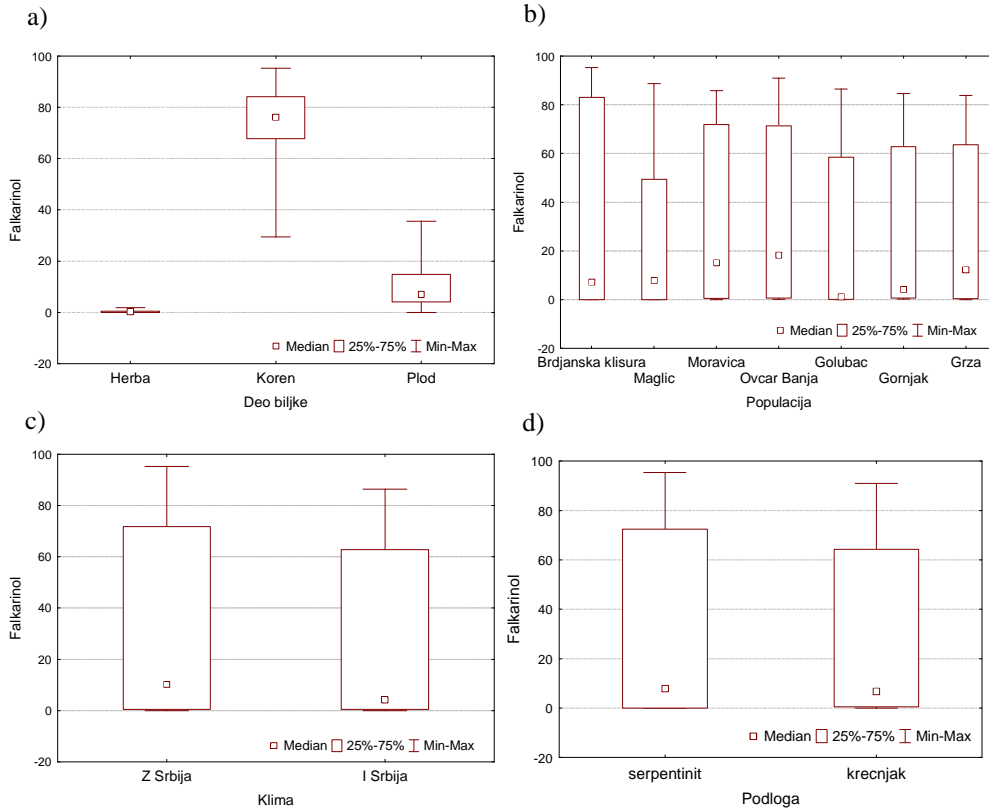 a)
100
80
60
40
20
0
-20
Falkarinol
Median 25%-75% Min-Max
Herba Koren Plod
Deo biljke
b)
100
80
60
40
20
0
-20
Falkarinol
Median 25%-75% Min-Max
Brdjanska klisura Moravica Golubac Grza
Maglic Ovcar Banja Gornjak
Populacija
c)
100
80
60
40
20
0
-20
Falkarinol
Median 25%-75% Min-Max
Z Srbija I Srbija
Klima
d)
100
80
60
40
20
0
-20
Falkarinol
Median 25%-75% Min-Max
serpentinit krecnjak
Podloga